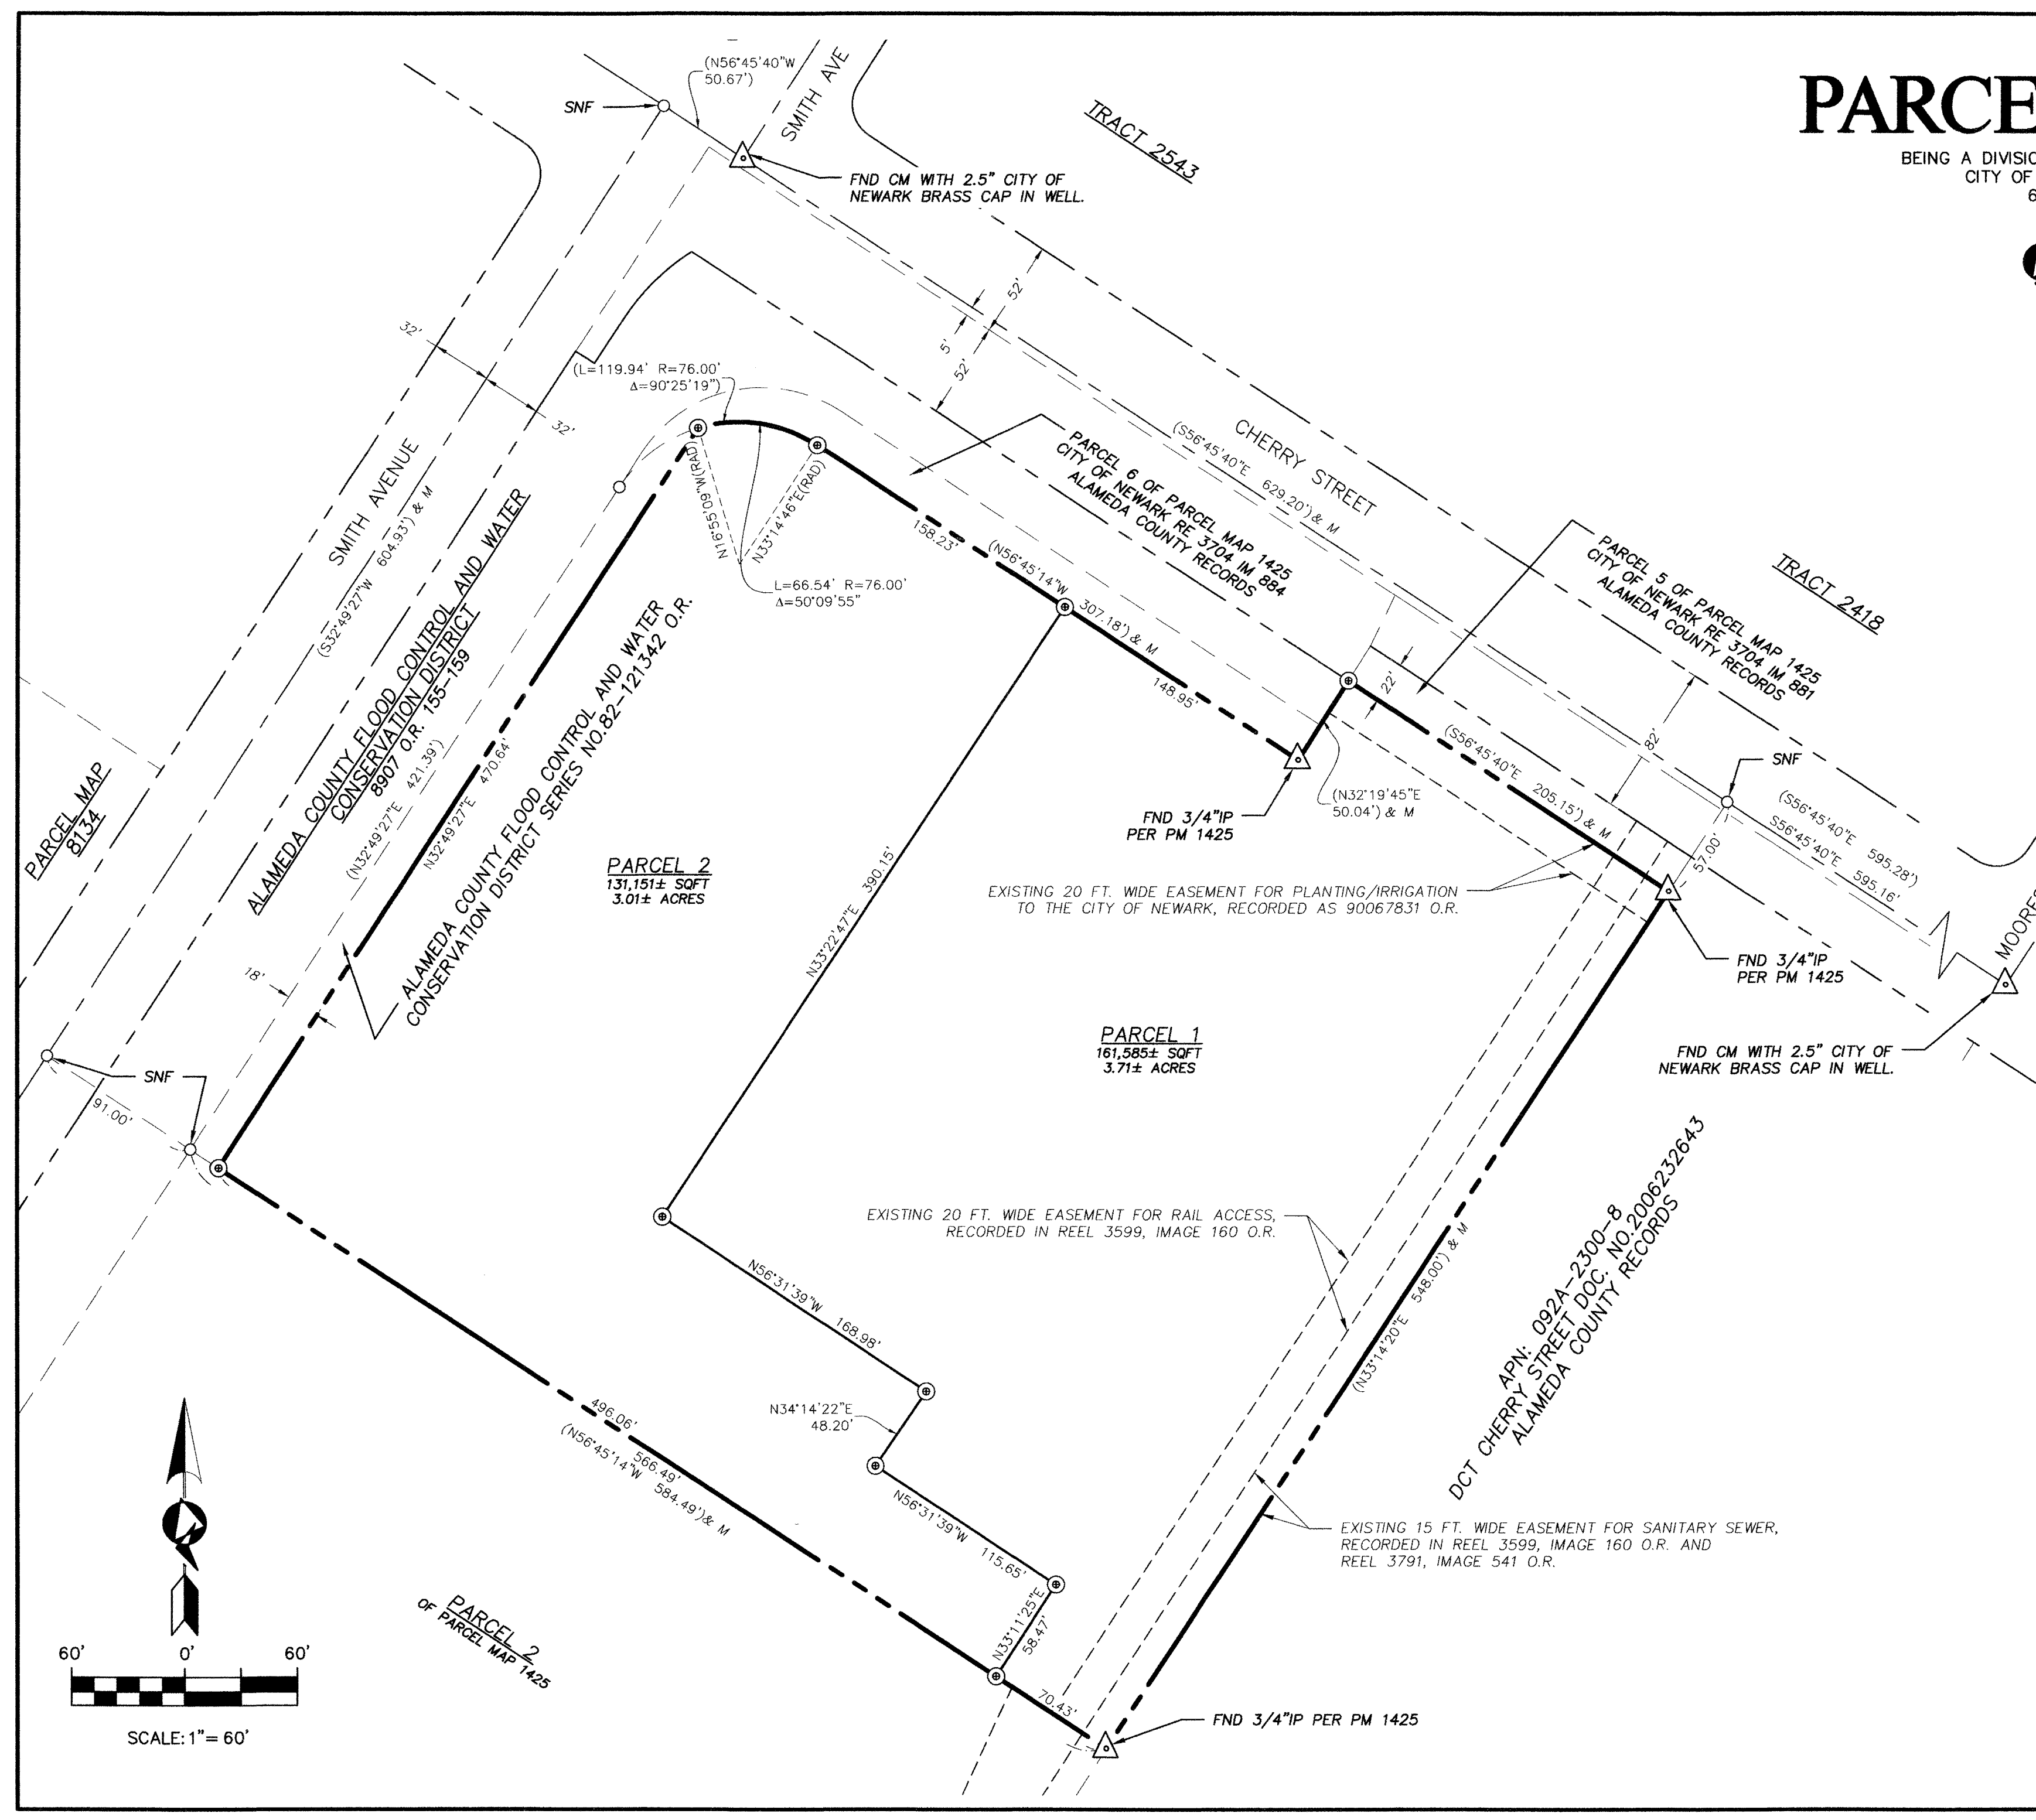 PARCE
BEING A DIVISIO
CITY OF
6
(N56°45'40"W
50.67')
SNF
SMITH AVE
TRACT 2543
FND CM WITH 2.5" CITY OF
NEWARK BRASS CAP IN WELL.
32'
32'
52'
5'
52'
(L=119.94' R=76.00'
Δ=90°25'19")
SMITH AVENUE
(S32°49'27"W 604.93') & M
CHERRY STREET
(S56°45'40"E 629.20') & M
PARCEL 6 OF PARCEL MAP 1425
CITY OF NEWARK RE 3704 IM 884
ALAMEDA COUNTY RECORDS
N16°55'09"W(RAD)
N33°14'46"E(RAD)
L=66.54' R=76.00'
Δ=50°09'55"
158.23'
(N56°45'14"W 307.18') & M
148.95'
PARCEL 5 OF PARCEL MAP 1425
CITY OF NEWARK RE 3704 IM 881
ALAMEDA COUNTY RECORDS
TRACT 2418
22'
82'
(S56°45'40"E 205.15') & M
SNF
(S56°45'40"E 595.28')
S56°45'40"E 595.16'
57.00'
MOORE
FND 3/4"IP
PER PM 1425
(N32°19'45"E
50.04') & M
PARCEL MAP
8134
ALAMEDA COUNTY FLOOD CONTROL AND WATER
CONSERVATION DISTRICT
8907 O.R. 155-159
(N32°49'27"E 421.39')
N32°49'27"E 470.64'
ALAMEDA COUNTY FLOOD CONTROL AND WATER
CONSERVATION DISTRICT SERIES NO.82-121342 O.R.
PARCEL 2
131,151± SQFT
3.01± ACRES
N33°22'47"E 390.15'
EXISTING 20 FT. WIDE EASEMENT FOR PLANTING/IRRIGATION
TO THE CITY OF NEWARK, RECORDED AS 90067831 O.R.
FND 3/4"IP
PER PM 1425
18'
PARCEL 1
161,585± SQFT
3.71± ACRES
FND CM WITH 2.5" CITY OF
NEWARK BRASS CAP IN WELL.
SNF
91.00'
EXISTING 20 FT. WIDE EASEMENT FOR RAIL ACCESS,
RECORDED IN REEL 3599, IMAGE 160 O.R.
N56°31'39"W 168.98'
(N33°14'20"E 548.00') & M
APN: 092A-2300-8
DCT CHERRY STREET DOC. NO.2006232643
ALAMEDA COUNTY RECORDS
N34°14'22"E
48.20'
496.06'
566.49'
(N56°45'14"W 584.49')& M
N56°31'39"W 115.65'
EXISTING 15 FT. WIDE EASEMENT FOR SANITARY SEWER,
RECORDED IN REEL 3599, IMAGE 160 O.R. AND
REEL 3791, IMAGE 541 O.R.
N33°11'25"E
58.47'
PARCEL 2
OF PARCEL MAP 1425
70.43'
FND 3/4"IP PER PM 1425
60' 0' 60'
SCALE: 1"= 60'